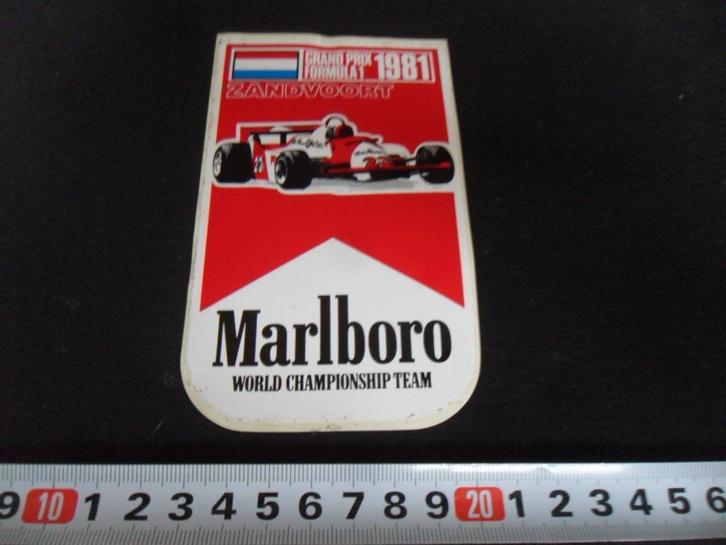 GRAND PRIX
FORMULA 1 1981
ZANDVOORT
Marlboro
WORLD CHAMPIONSHIP TEAM
9 10 1 2 3 4 5 6 7 8 9 20 1 2 3 4 5 6